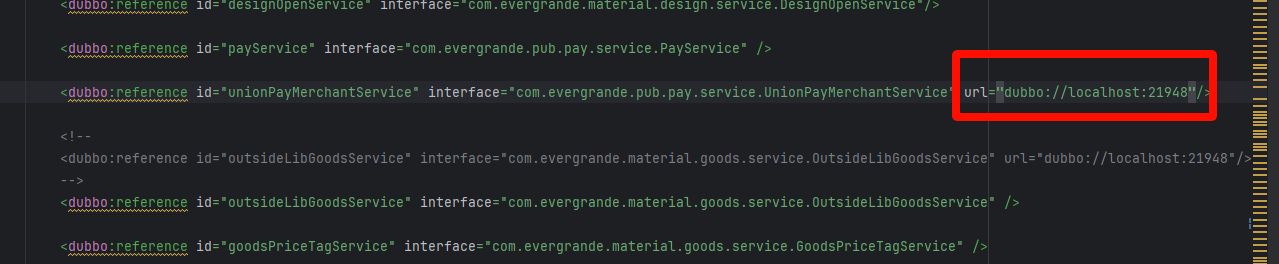 <dubbo:reference id="designOpenService" interface="com.evergrande.material.design.service.DesignOpenService"/>
<dubbo:reference id="payService" interface="com.evergrande.pub.pay.service.PayService" />
<dubbo:reference id="unionPayMerchantService" interface="com.evergrande.pub.pay.service.UnionPayMerchantService" url="dubbo://localhost:21948"/>
<!--
<dubbo:reference id="outsideLibGoodsService" interface="com.evergrande.material.goods.service.OutsideLibGoodsService" url="dubbo://localhost:21948"/>
-->
<dubbo:reference id="outsideLibGoodsService" interface="com.evergrande.material.goods.service.OutsideLibGoodsService" />
<dubbo:reference id="goodsPriceTagService" interface="com.evergrande.material.goods.service.GoodsPriceTagService" />